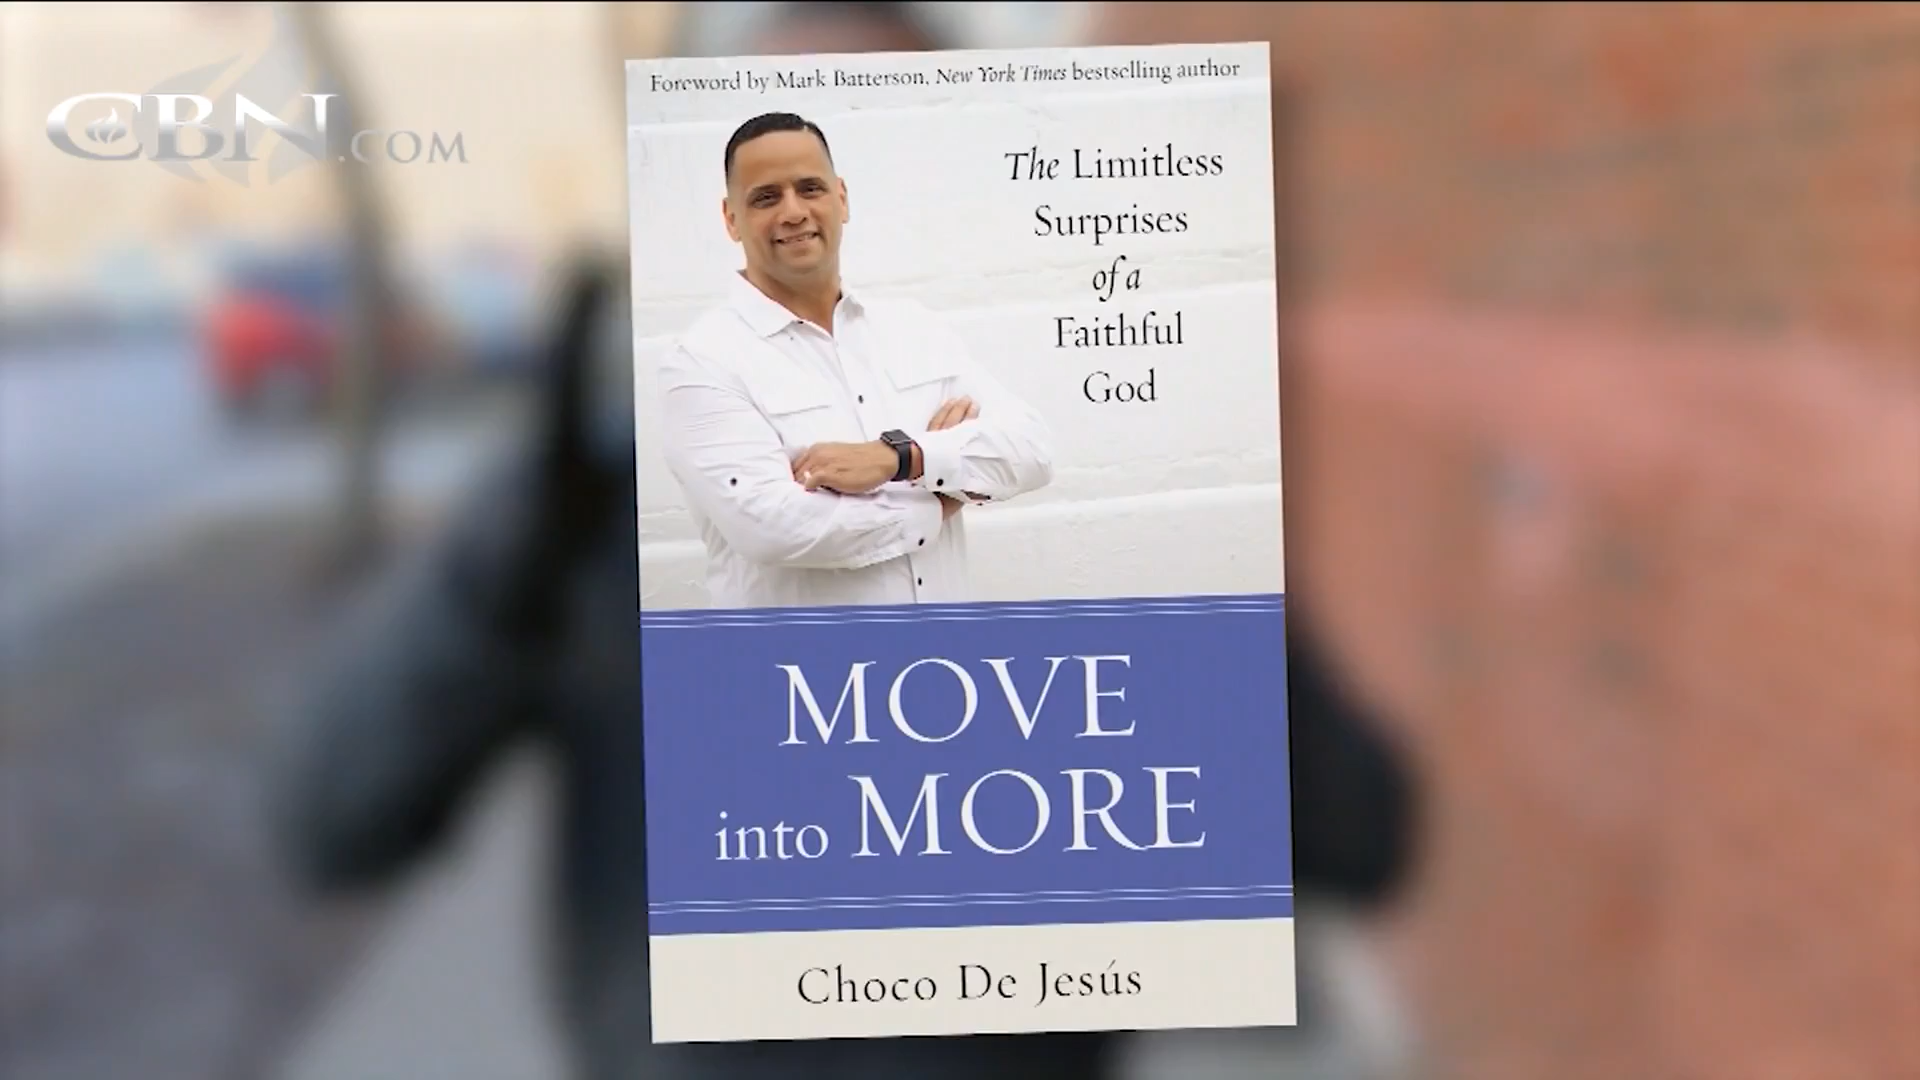 CBN.COM
Foreword by Mark Batterson, New York Times bestselling author
The Limitless
Surprises
of a
Faithful
God
MOVE
into MORE
Choco De Jesús